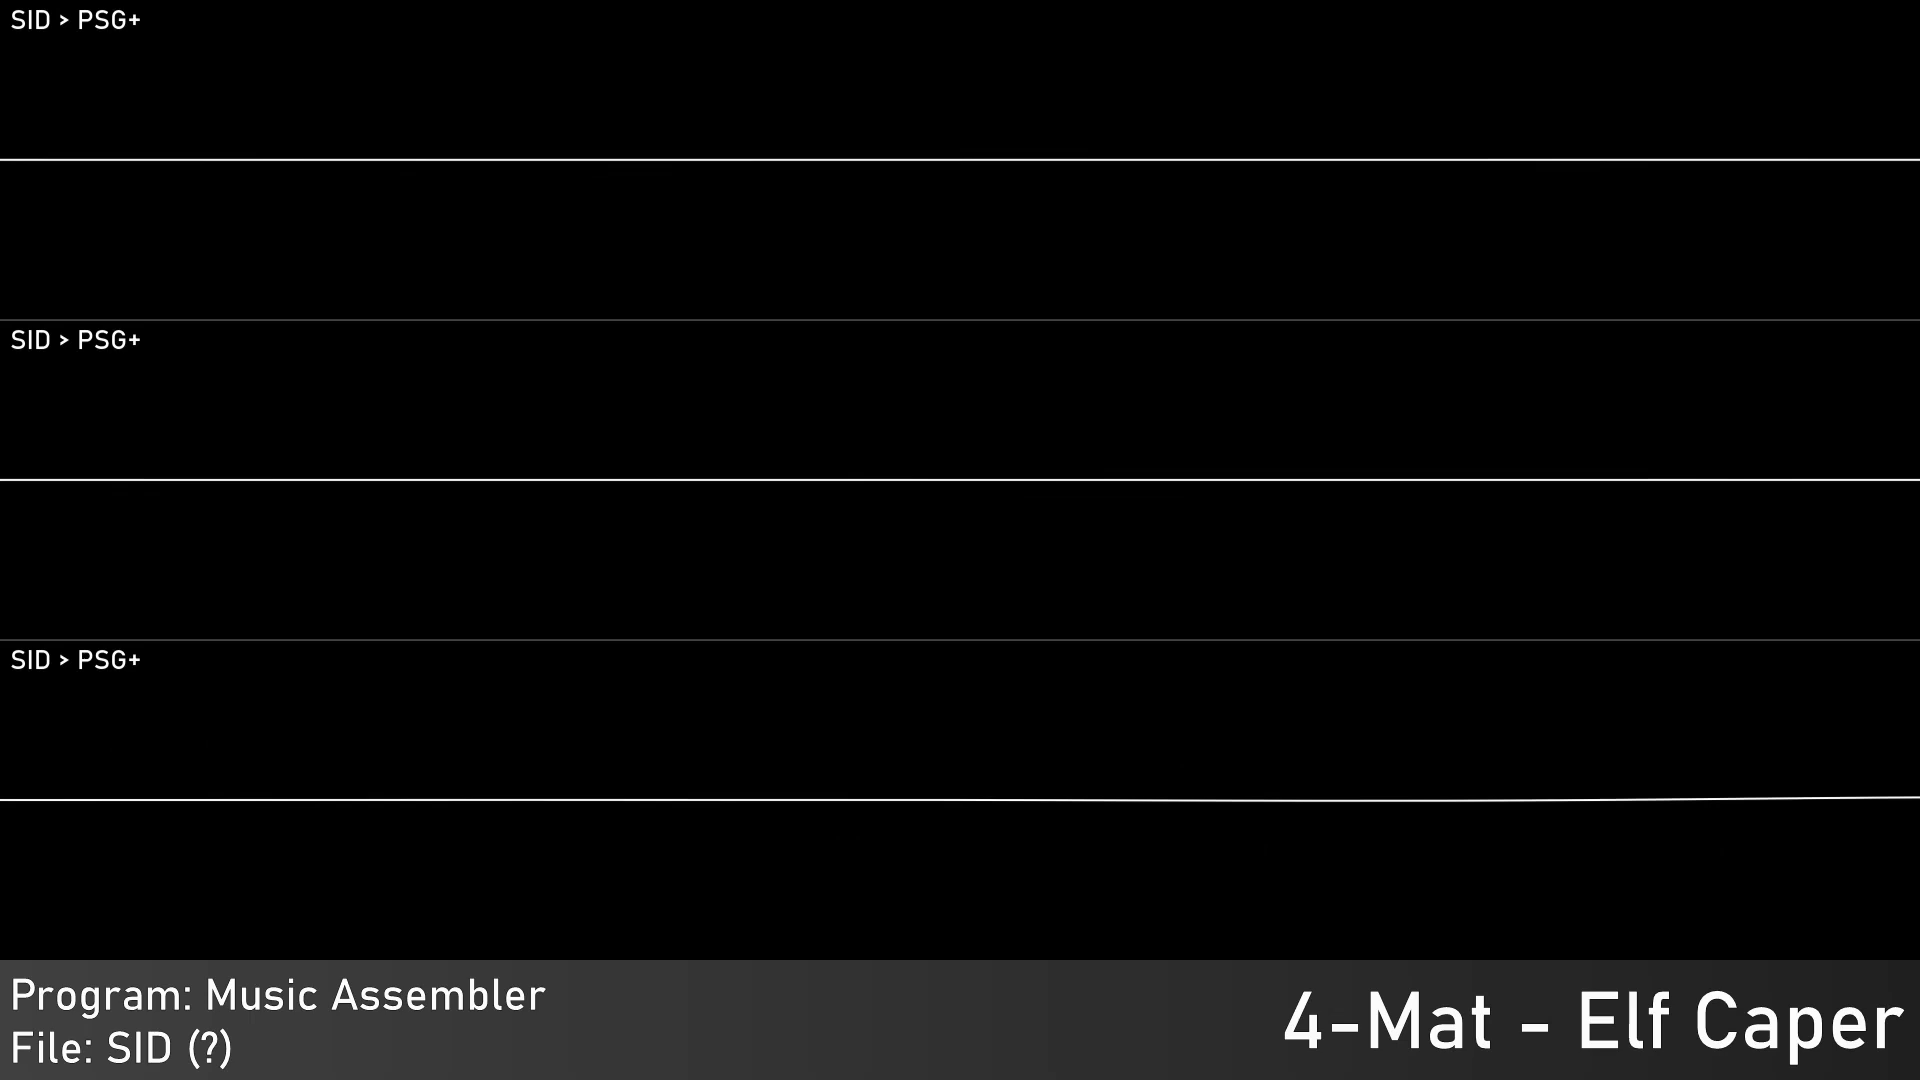 SID > PSG+
SID > PSG+
SID > PSG+
Program: Music Assembler
File: SID (?)
4-Mat - Elf Caper